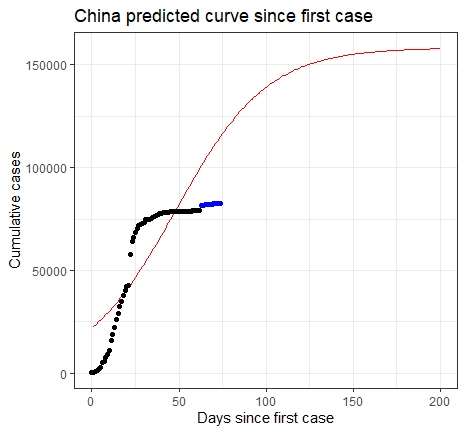 China predicted curve since first case
150000
100000
50000
0
Cumulative cases
0 50 100 150 200
Days since first case